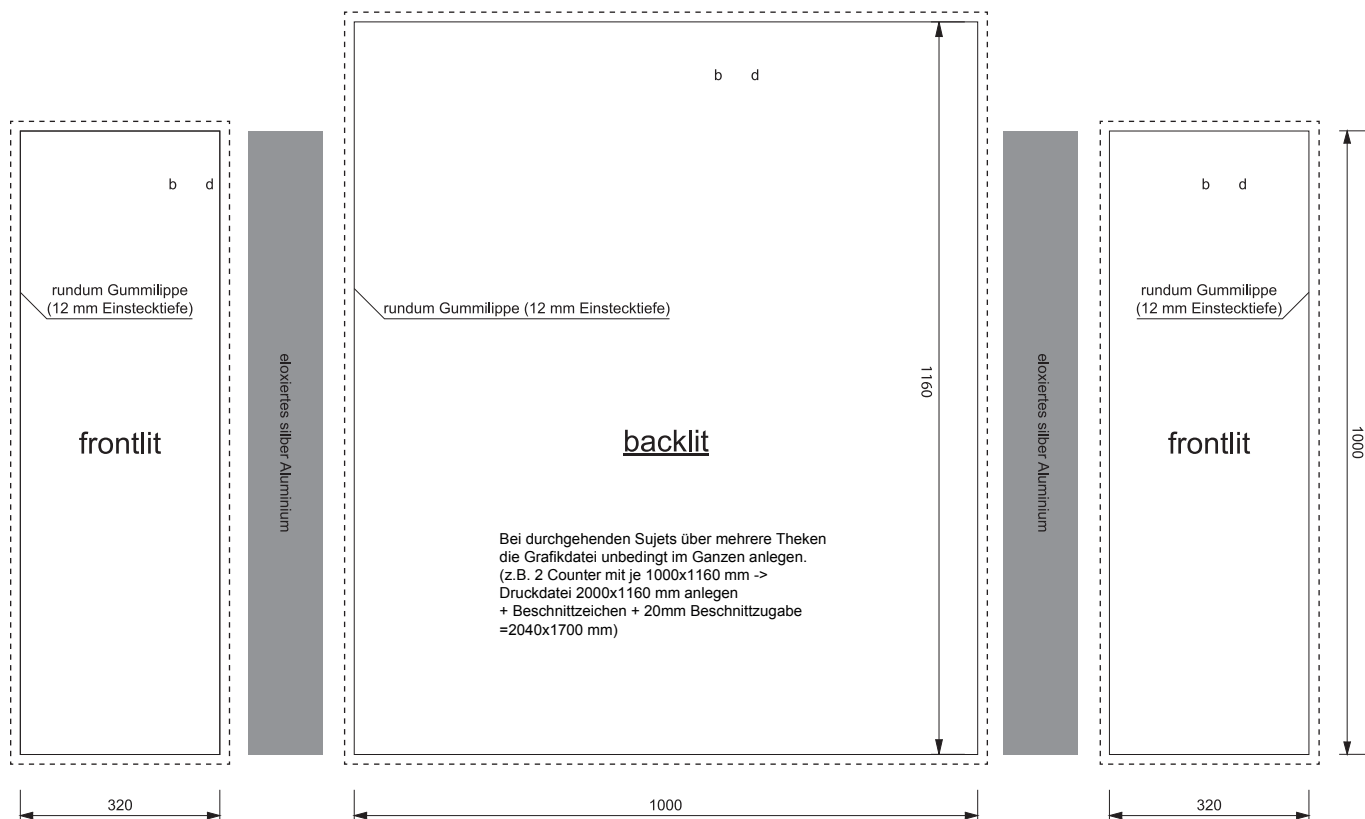 b d
1160
b d
rundum Gummilippe
(12 mm Einstecktiefe)
eloxiertes silber Aluminium
frontlit
320
rundum Gummilippe (12 mm Einstecktiefe)
backlit
Bei durchgehenden Sujets über mehrere Theken
die Grafikdatei unbedingt im Ganzen anlegen.
(z.B. 2 Counter mit je 1000x1160 mm ->
Druckdatei 2000x1160 mm anlegen
+ Beschnittzeichen + 20mm Beschnittzugabe
=2040x1700 mm)
1000
eloxiertes silber Aluminium
b d
rundum Gummilippe
(12 mm Einstecktiefe)
frontlit
320
1000